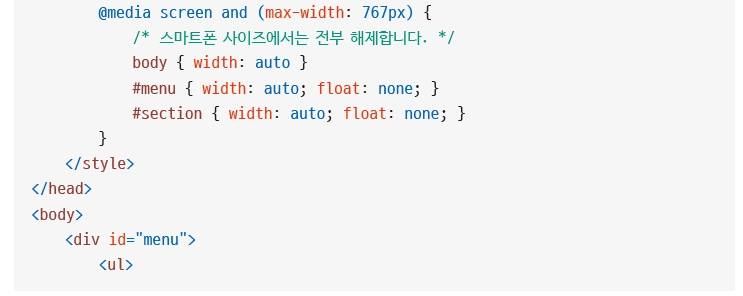 @media screen and (max-width: 767px) {
/* 스마트폰 사이즈에서는 전부 해제합니다. */
body { width: auto }
#menu { width: auto; float: none; }
#section { width: auto; float: none; }
}
</style>
</head>
<body>
<div id="menu">
<ul>